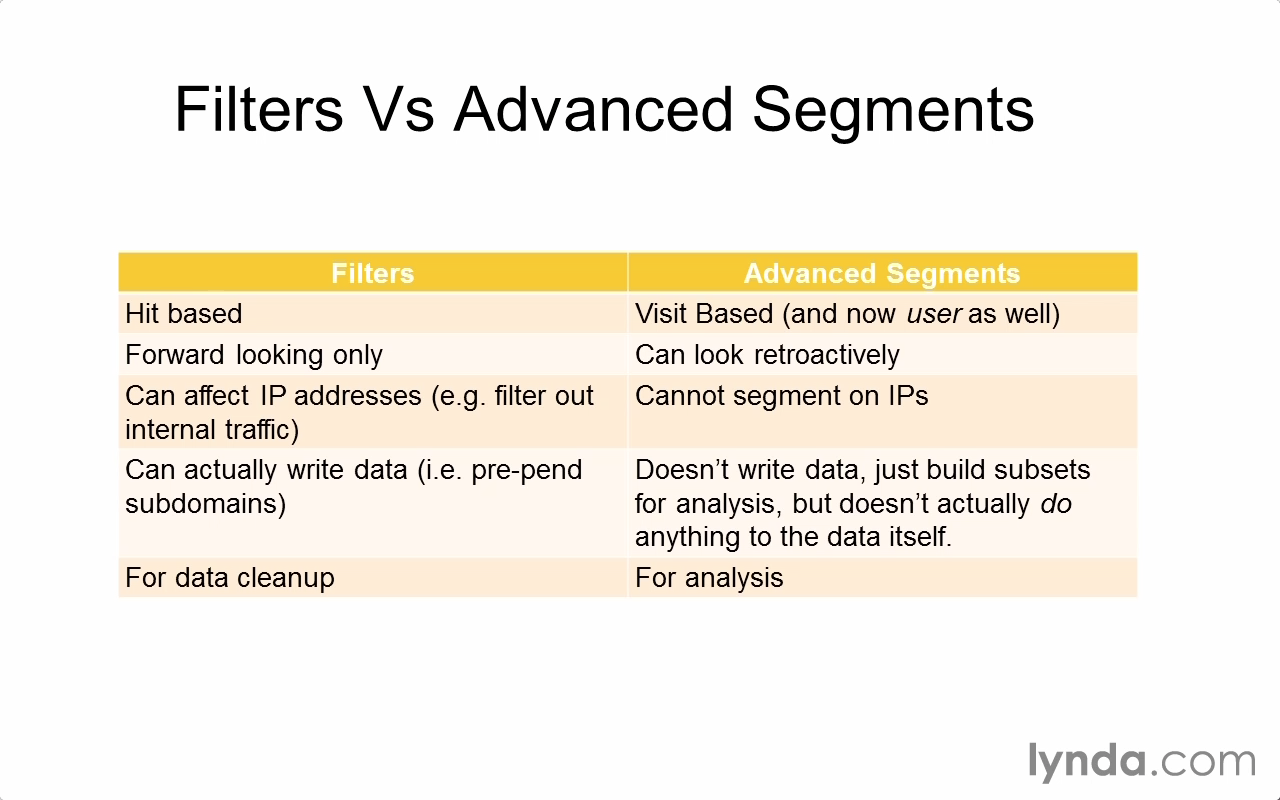 Filters Vs Advanced Segments
Filters
Advanced Segments
Hit based
Visit Based (and now user as well)
Forward looking only
Can look retroactively
Can affect IP addresses (e.g. filter out
internal traffic)
Cannot segment on IPs
Can actually write data (i.e. pre-pend
subdomains)
Doesn’t write data, just build subsets
for analysis, but doesn’t actually do
anything to the data itself.
For data cleanup
For analysis
lynda.com